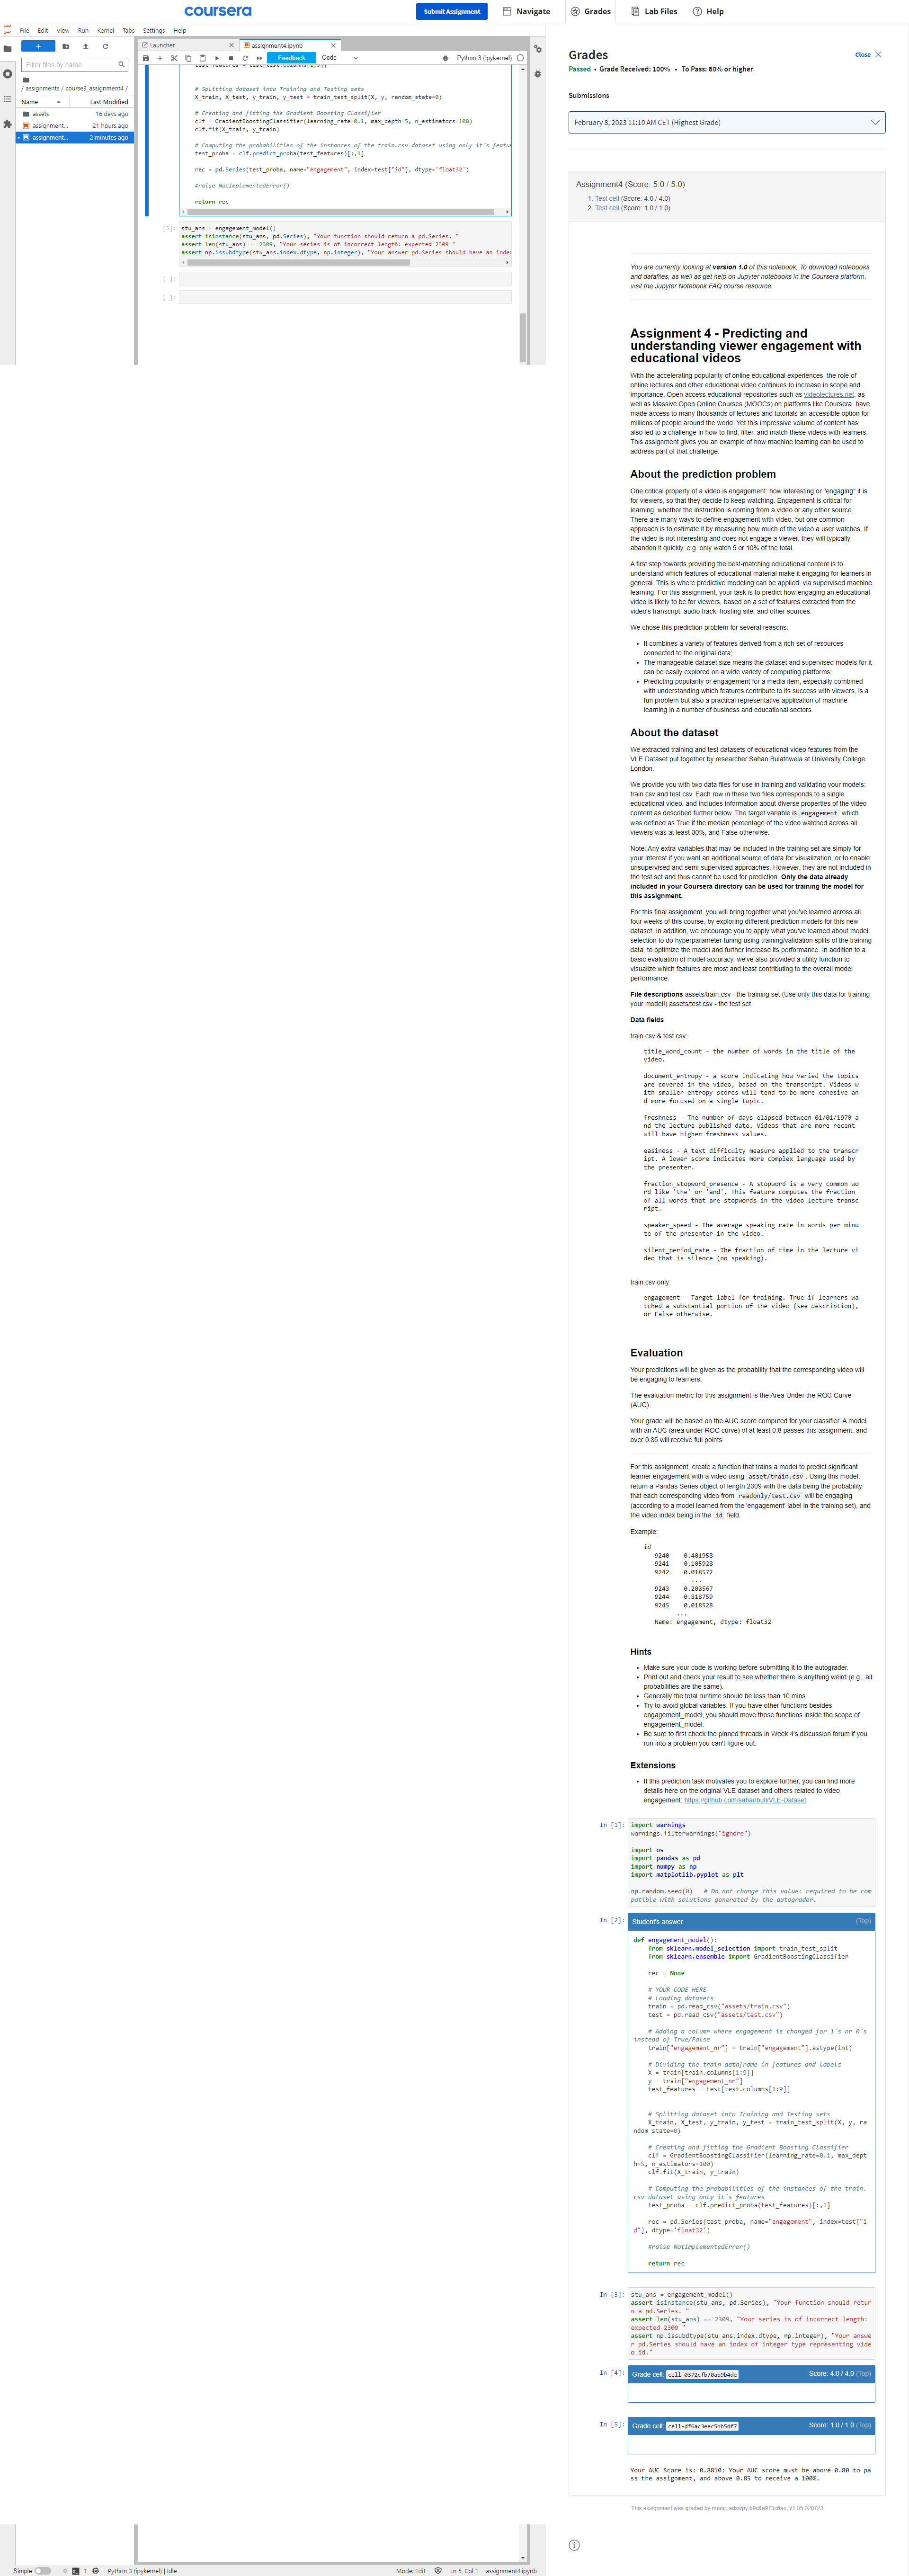 coursera
Submit Assignment
Navigate
Grades
Lab Files
Help
File Edit View Run Kernel Tabs Settings Help
Filter files by name
/ assignments / course3_assignment4 /
Name Last Modified
assets 16 days ago
assignment... 21 hours ago
assignment... 2 minutes ago
Launcher
assignment4.ipynb
Feedback
Code
Python 3 (ipykernel)
test_features = test[test.columns[1:9]]
# Splitting dataset into Training and Testing sets
X_train, X_test, y_train, y_test = train_test_split(X, y, random_state=0)
# Creating and fitting the Gradient Boosting Classifier
clf = GradientBoostingClassifier(learning_rate=0.1, max_depth=5, n_estimators=100)
clf.fit(X_train, y_train)
# Computing the probabilities of the instances of the train.csv dataset using only it´s featur
test_proba = clf.predict_proba(test_features)[:,1]
rec = pd.Series(test_proba, name="engagement", index=test["id"], dtype='float32')
#raise NotImplementedError()
return rec
[5]:
stu_ans = engagement_model()
assert isinstance(stu_ans, pd.Series), "Your function should return a pd.Series. "
assert len(stu_ans) == 2309, "Your series is of incorrect length: expected 2309 "
assert np.issubdtype(stu_ans.index.dtype, np.integer), "Your answer pd.Series should have an index
[ ]:
[ ]:
Grades
Close
Passed • Grade Received: 100% • To Pass: 80% or higher
Submissions
February 8, 2023 11:10 AM CET (Highest Grade)
Assignment4 (Score: 5.0 / 5.0)
1. Test cell (Score: 4.0 / 4.0)
2. Test cell (Score: 1.0 / 1.0)
You are currently looking at version 1.0 of this notebook. To download notebooks
and datafiles, as well as get help on Jupyter notebooks in the Coursera platform,
visit the Jupyter Notebook FAQ course resource.
Assignment 4 - Predicting and
understanding viewer engagement with
educational videos
With the accelerating popularity of online educational experiences, the role of
online lectures and other educational video continues to increase in scope and
importance. Open access educational repositories such as videolectures.net, as
well as Massive Open Online Courses (MOOCs) on platforms like Coursera, have
made access to many thousands of lectures and tutorials an accessible option for
millions of people around the world. Yet this impressive volume of content has
also led to a challenge in how to find, filter, and match these videos with learners.
This assignment gives you an example of how machine learning can be used to
address part of that challenge.
About the prediction problem
One critical property of a video is engagement: how interesting or "engaging" it is
for viewers, so that they decide to keep watching. Engagement is critical for
learning, whether the instruction is coming from a video or any other source.
There are many ways to define engagement with video, but one common
approach is to estimate it by measuring how much of the video a user watches. If
the video is not interesting and does not engage a viewer, they will typically
abandon it quickly, e.g. only watch 5 or 10% of the total.
A first step towards providing the best-matching educational content is to
understand which features of educational material make it engaging for learners in
general. This is where predictive modeling can be applied, via supervised machine
learning. For this assignment, your task is to predict how engaging an educational
video is likely to be for viewers, based on a set of features extracted from the
video's transcript, audio track, hosting site, and other sources.
We chose this prediction problem for several reasons:
• It combines a variety of features derived from a rich set of resources
connected to the original data;
• The manageable dataset size means the dataset and supervised models for it
can be easily explored on a wide variety of computing platforms;
• Predicting popularity or engagement for a media item, especially combined
with understanding which features contribute to its success with viewers, is a
fun problem but also a practical representative application of machine
learning in a number of business and educational sectors.
About the dataset
We extracted training and test datasets of educational video features from the
VLE Dataset put together by researcher Sahan Bulathwela at University College
London.
We provide you with two data files for use in training and validating your models:
train.csv and test.csv. Each row in these two files corresponds to a single
educational video, and includes information about diverse properties of the video
content as described further below. The target variable is engagement which
was defined as True if the median percentage of the video watched across all
viewers was at least 30%, and False otherwise.
Note: Any extra variables that may be included in the training set are simply for
your interest if you want an additional source of data for visualization, or to enable
unsupervised and semi-supervised approaches. However, they are not included in
the test set and thus cannot be used for prediction. Only the data already
included in your Coursera directory can be used for training the model for
this assignment.
For this final assignment, you will bring together what you've learned across all
four weeks of this course, by exploring different prediction models for this new
dataset. In addition, we encourage you to apply what you've learned about model
selection to do hyperparameter tuning using training/validation splits of the training
data, to optimize the model and further increase its performance. In addition to a
basic evaluation of model accuracy, we've also provided a utility function to
visualize which features are most and least contributing to the overall model
performance.
File descriptions assets/train.csv - the training set (Use only this data for training
your model!) assets/test.csv - the test set
Data fields
train.csv & test.csv:
title_word_count - the number of words in the title of the
video.
document_entropy - a score indicating how varied the topics
are covered in the video, based on the transcript. Videos w
ith smaller entropy scores will tend to be more cohesive an
d more focused on a single topic.
freshness - The number of days elapsed between 01/01/1970 a
nd the lecture published date. Videos that are more recent
will have higher freshness values.
easiness - A text difficulty measure applied to the transcr
ipt. A lower score indicates more complex language used by
the presenter.
fraction_stopword_presence - A stopword is a very common wo
rd like 'the' or 'and'. This feature computes the fraction
of all words that are stopwords in the video lecture transc
ript.
speaker_speed - The average speaking rate in words per minu
te of the presenter in the video.
silent_period_rate - The fraction of time in the lecture vi
deo that is silence (no speaking).
train.csv only:
engagement - Target label for training. True if learners wa
tched a substantial portion of the video (see description),
or False otherwise.
Evaluation
Your predictions will be given as the probability that the corresponding video will
be engaging to learners.
The evaluation metric for this assignment is the Area Under the ROC Curve
(AUC).
Your grade will be based on the AUC score computed for your classifier. A model
with an AUC (area under ROC curve) of at least 0.8 passes this assignment, and
over 0.85 will receive full points.
For this assignment, create a function that trains a model to predict significant
learner engagement with a video using asset/train.csv. Using this model,
return a Pandas Series object of length 2309 with the data being the probability
that each corresponding video from readonly/test.csv will be engaging
(according to a model learned from the 'engagement' label in the training set), and
the video index being in the id field.
Example:
id
9240 0.401958
9241 0.105928
9242 0.018572
...
9243 0.208567
9244 0.818759
9245 0.018528
...
Name: engagement, dtype: float32
Hints
• Make sure your code is working before submitting it to the autograder.
• Print out and check your result to see whether there is anything weird (e.g., all
probabilities are the same).
• Generally the total runtime should be less than 10 mins.
• Try to avoid global variables. If you have other functions besides
engagement_model, you should move those functions inside the scope of
engagement_model.
• Be sure to first check the pinned threads in Week 4's discussion forum if you
run into a problem you can't figure out.
Extensions
• If this prediction task motivates you to explore further, you can find more
details here on the original VLE dataset and others related to video
engagement: https://github.com/sahanbull/VLE-Dataset
In [1]:
import warnings
warnings.filterwarnings("ignore")
import os
import pandas as pd
import numpy as np
import matplotlib.pyplot as plt
np.random.seed(0) # Do not change this value: required to be com
patible with solutions generated by the autograder.
In [2]:
Student's answer (Top)
def engagement_model():
from sklearn.model_selection import train_test_split
from sklearn.ensemble import GradientBoostingClassifier
rec = None
# YOUR CODE HERE
# Loading datasets
train = pd.read_csv("assets/train.csv")
test = pd.read_csv("assets/test.csv")
# Adding a column where engagement is changed for 1´s or 0´s
instead of True/False
train["engagement_nr"] = train["engagement"].astype(int)
# Dividing the train dataframe in features and labels
X = train[train.columns[1:9]]
y = train["engagement_nr"]
test_features = test[test.columns[1:9]]
# Splitting dataset into Training and Testing sets
X_train, X_test, y_train, y_test = train_test_split(X, y, ra
ndom_state=0)
# Creating and fitting the Gradient Boosting Classifier
clf = GradientBoostingClassifier(learning_rate=0.1, max_dept
h=5, n_estimators=100)
clf.fit(X_train, y_train)
# Computing the probabilities of the instances of the train.
csv dataset using only it´s features
test_proba = clf.predict_proba(test_features)[:,1]
rec = pd.Series(test_proba, name="engagement", index=test["i
d"], dtype='float32')
#raise NotImplementedError()
return rec
In [3]:
stu_ans = engagement_model()
assert isinstance(stu_ans, pd.Series), "Your function should retur
n a pd.Series. "
assert len(stu_ans) == 2309, "Your series is of incorrect length:
expected 2309 "
assert np.issubdtype(stu_ans.index.dtype, np.integer), "Your answe
r pd.Series should have an index of integer type representing vide
o id."
In [4]:
Grade cell: cell-0372cfb70ab9b4de Score: 4.0 / 4.0 (Top)
In [5]:
Grade cell: cell-df6ac3eec5bb54f7 Score: 1.0 / 1.0 (Top)
Your AUC Score is: 0.8810: Your AUC score must be above 0.80 to pa
ss the assignment, and above 0.85 to receive a 100%.
Simple 0 1 Python 3 (ipykernel) | Idle
Mode: Edit Ln 5, Col 1 assignment4.ipynb